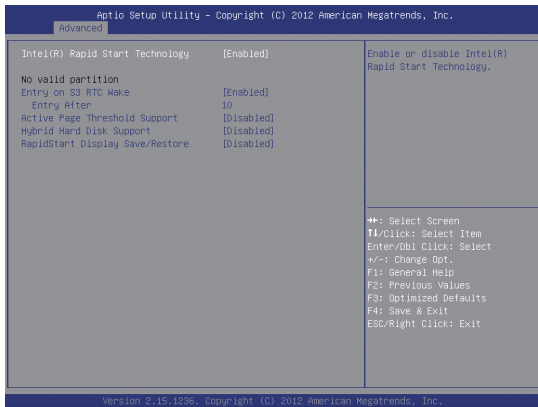 Aptio Setup Utility – Copyright (C) 2012 American Megatrends, Inc.
Advanced
Intel(R) Rapid Start Technology [Enabled]
No valid partition
Entry on S3 RTC Wake [Enabled]
Entry After 10
Active Page Threshold Support [Disabled]
Hybrid Hard Disk Support [Disabled]
RapidStart Display Save/Restore [Disabled]
Enable or disable Intel(R)
Rapid Start Technology.
→←: Select Screen
↑↓/Click: Select Item
Enter/Dbl Click: Select
+/-: Change Opt.
F1: General Help
F2: Previous Values
F3: Optimized Defaults
F4: Save & Exit
ESC/Right Click: Exit
Version 2.15.1236. Copyright (C) 2012 American Megatrends, Inc.